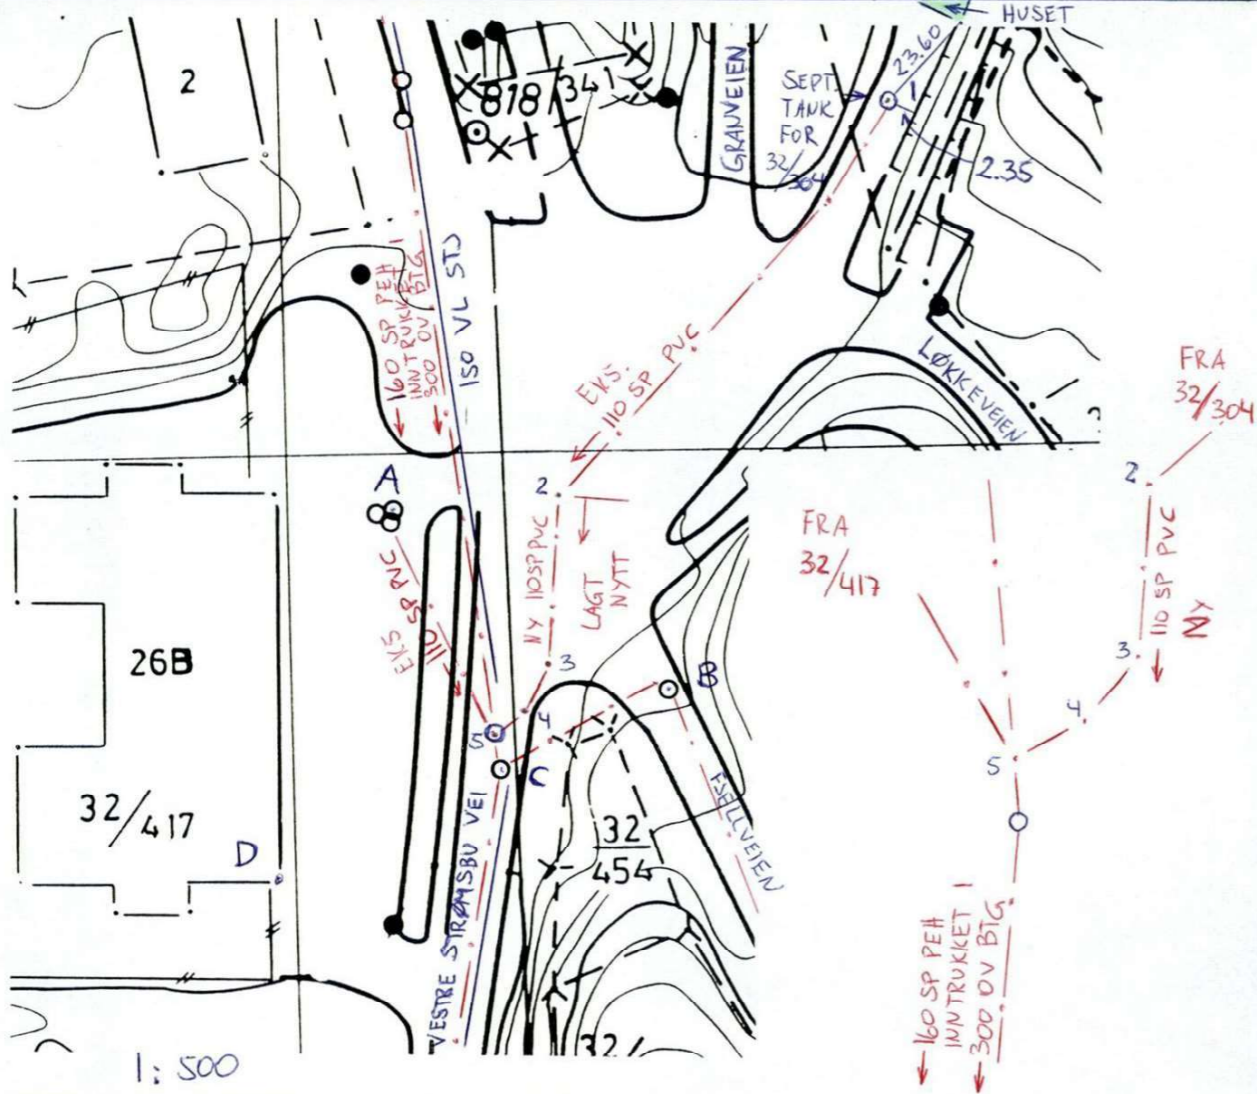 HUSET
23.60
2
818/341
GRANVEIEN
SEPT.
TANK
FOR
32/
304
1
2.35
160 SP PEH
INNTRUKKET I
300 OV. BTG
150 VL STJ
EKS.
110 SP PVC
LØKKEVEIEN
FRA
32/304
A
2
2
FRA
32/417
NY 110 SP PVC
LAGT
NYTT
110 SP PVC
NY
EKS
110 SP PVC
26B
3
B
3
4
4
5
C
5
32/417
D
32
454
VESTRE STRØMSBU VEI
160 SP PEH
INNTRUKKET I
300 OV BTG
32/
1:500